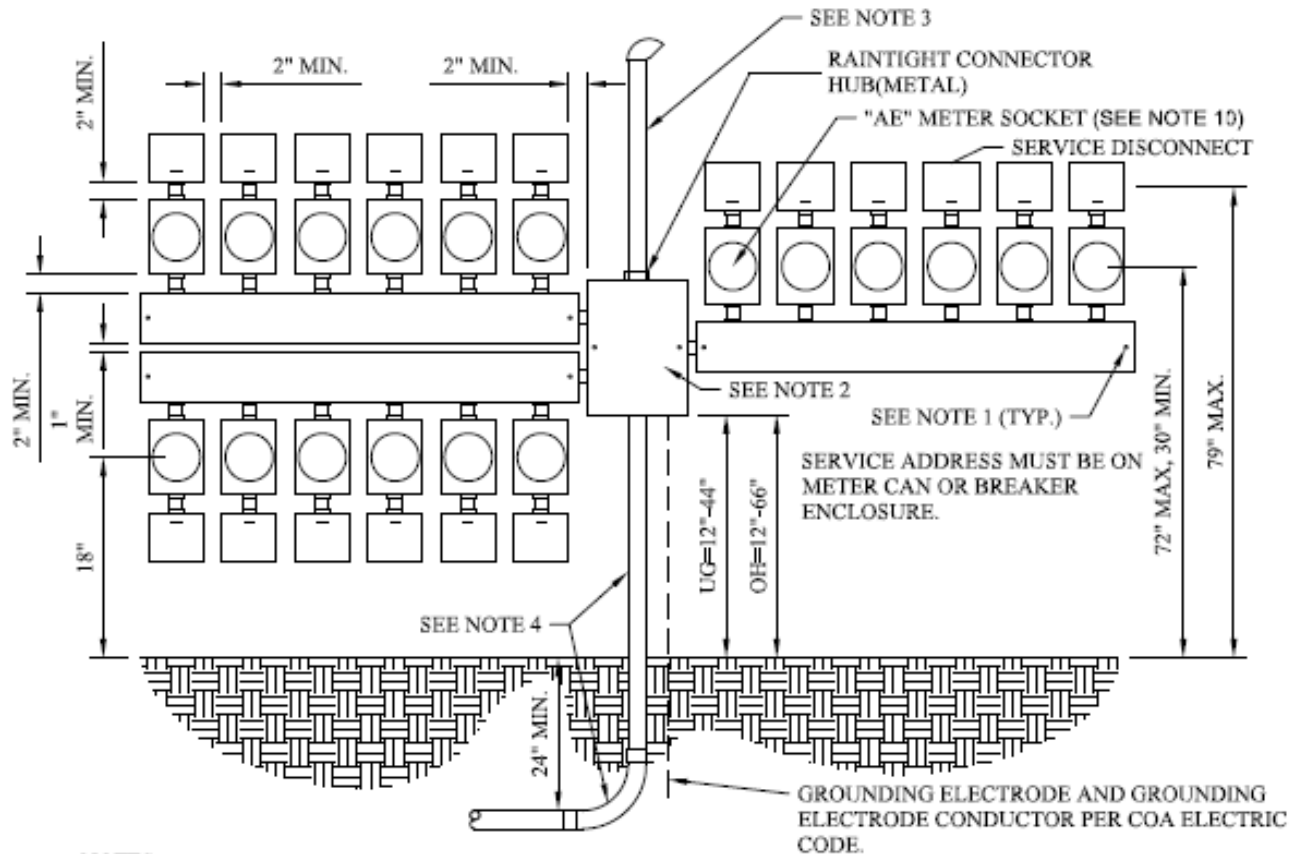 SEE NOTE 3
2" MIN.
2" MIN.
2" MIN.
RAINTIGHT CONNECTOR
HUB(METAL)
"AE" METER SOCKET (SEE NOTE 10)
SERVICE DISCONNECT
SEE NOTE 2
SEE NOTE 1 (TYP.)
SERVICE ADDRESS MUST BE ON
METER CAN OR BREAKER
ENCLOSURE.
2" MIN.
1"
MIN.
18"
UG=12"-44"
OH=12"-66"
72" MAX, 30" MIN.
79" MAX.
SEE NOTE 4
24" MIN.
GROUNDING ELECTRODE AND GROUNDING
ELECTRODE CONDUCTOR PER COA ELECTRIC
CODE.